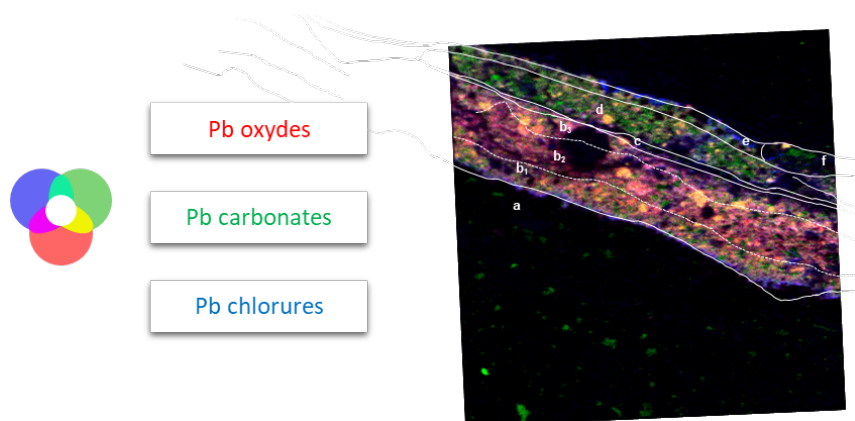 Pb oxydes
Pb carbonates
Pb chlorures
a
b₁
b₂
b₃
c
d
e
f